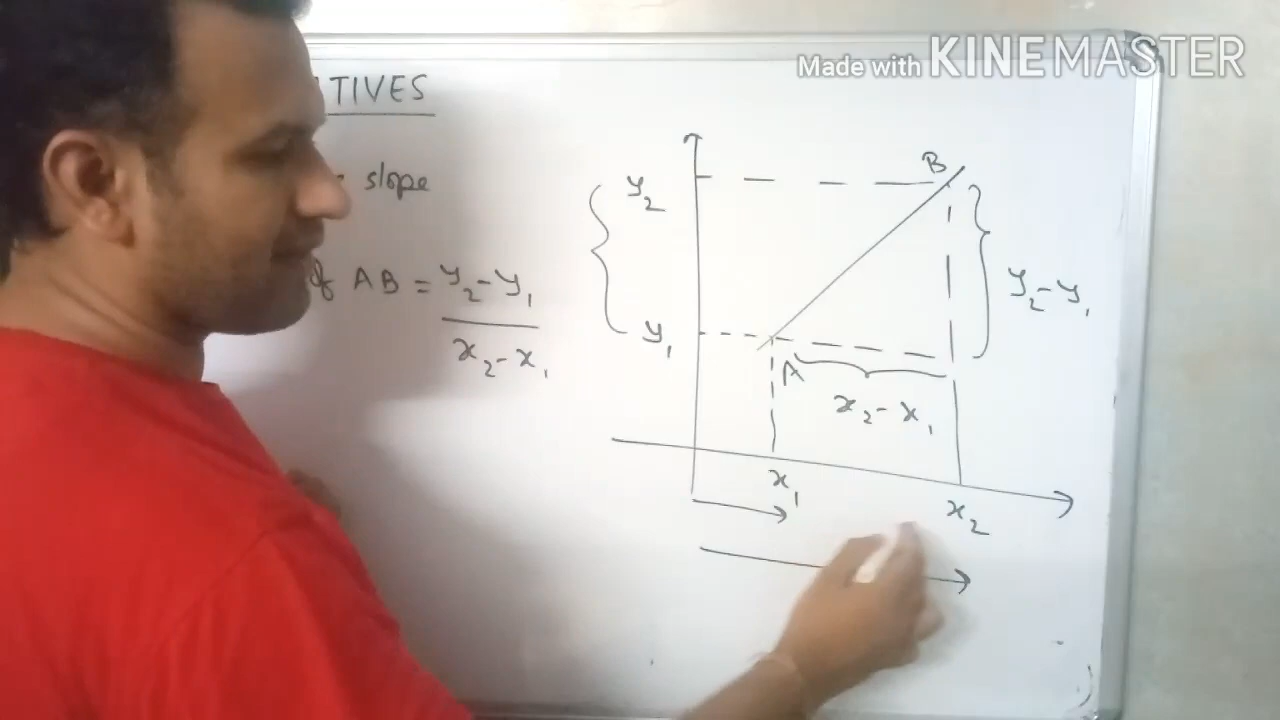 Made with KINEMASTER
TIVES
slope
f AB = y₂-y₁
x₂-x₁
B
y₂
y₂-y₁
y₁
A
x₂-x₁
x₁
x₂